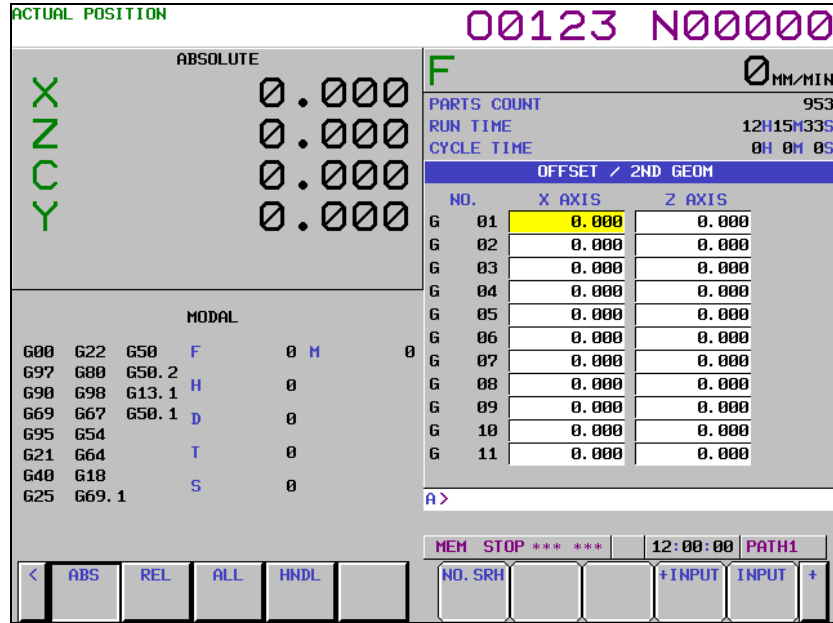 ACTUAL POSITION
O0123 N00000
ABSOLUTE
X 0.000
Z 0.000
C 0.000
Y 0.000
F 0 MM/MIN
PARTS COUNT 953
RUN TIME 12H15M33S
CYCLE TIME 0H 0M 0S
OFFSET / 2ND GEOM
NO. X AXIS Z AXIS
G 01 0.000 0.000
G 02 0.000 0.000
G 03 0.000 0.000
G 04 0.000 0.000
G 05 0.000 0.000
G 06 0.000 0.000
G 07 0.000 0.000
G 08 0.000 0.000
G 09 0.000 0.000
G 10 0.000 0.000
G 11 0.000 0.000
MODAL
G00 G22 G50 F 0 M 0
G97 G80 G50.2
G90 G98 G13.1 H 0
G69 G67 G50.1 D 0
G95 G54
G21 G64 T 0
G40 G18
G25 G69.1 S 0
A>
MEM STOP *** *** 12:00:00 PATH1
< ABS REL ALL HNDL
NO.SRH +INPUT INPUT +